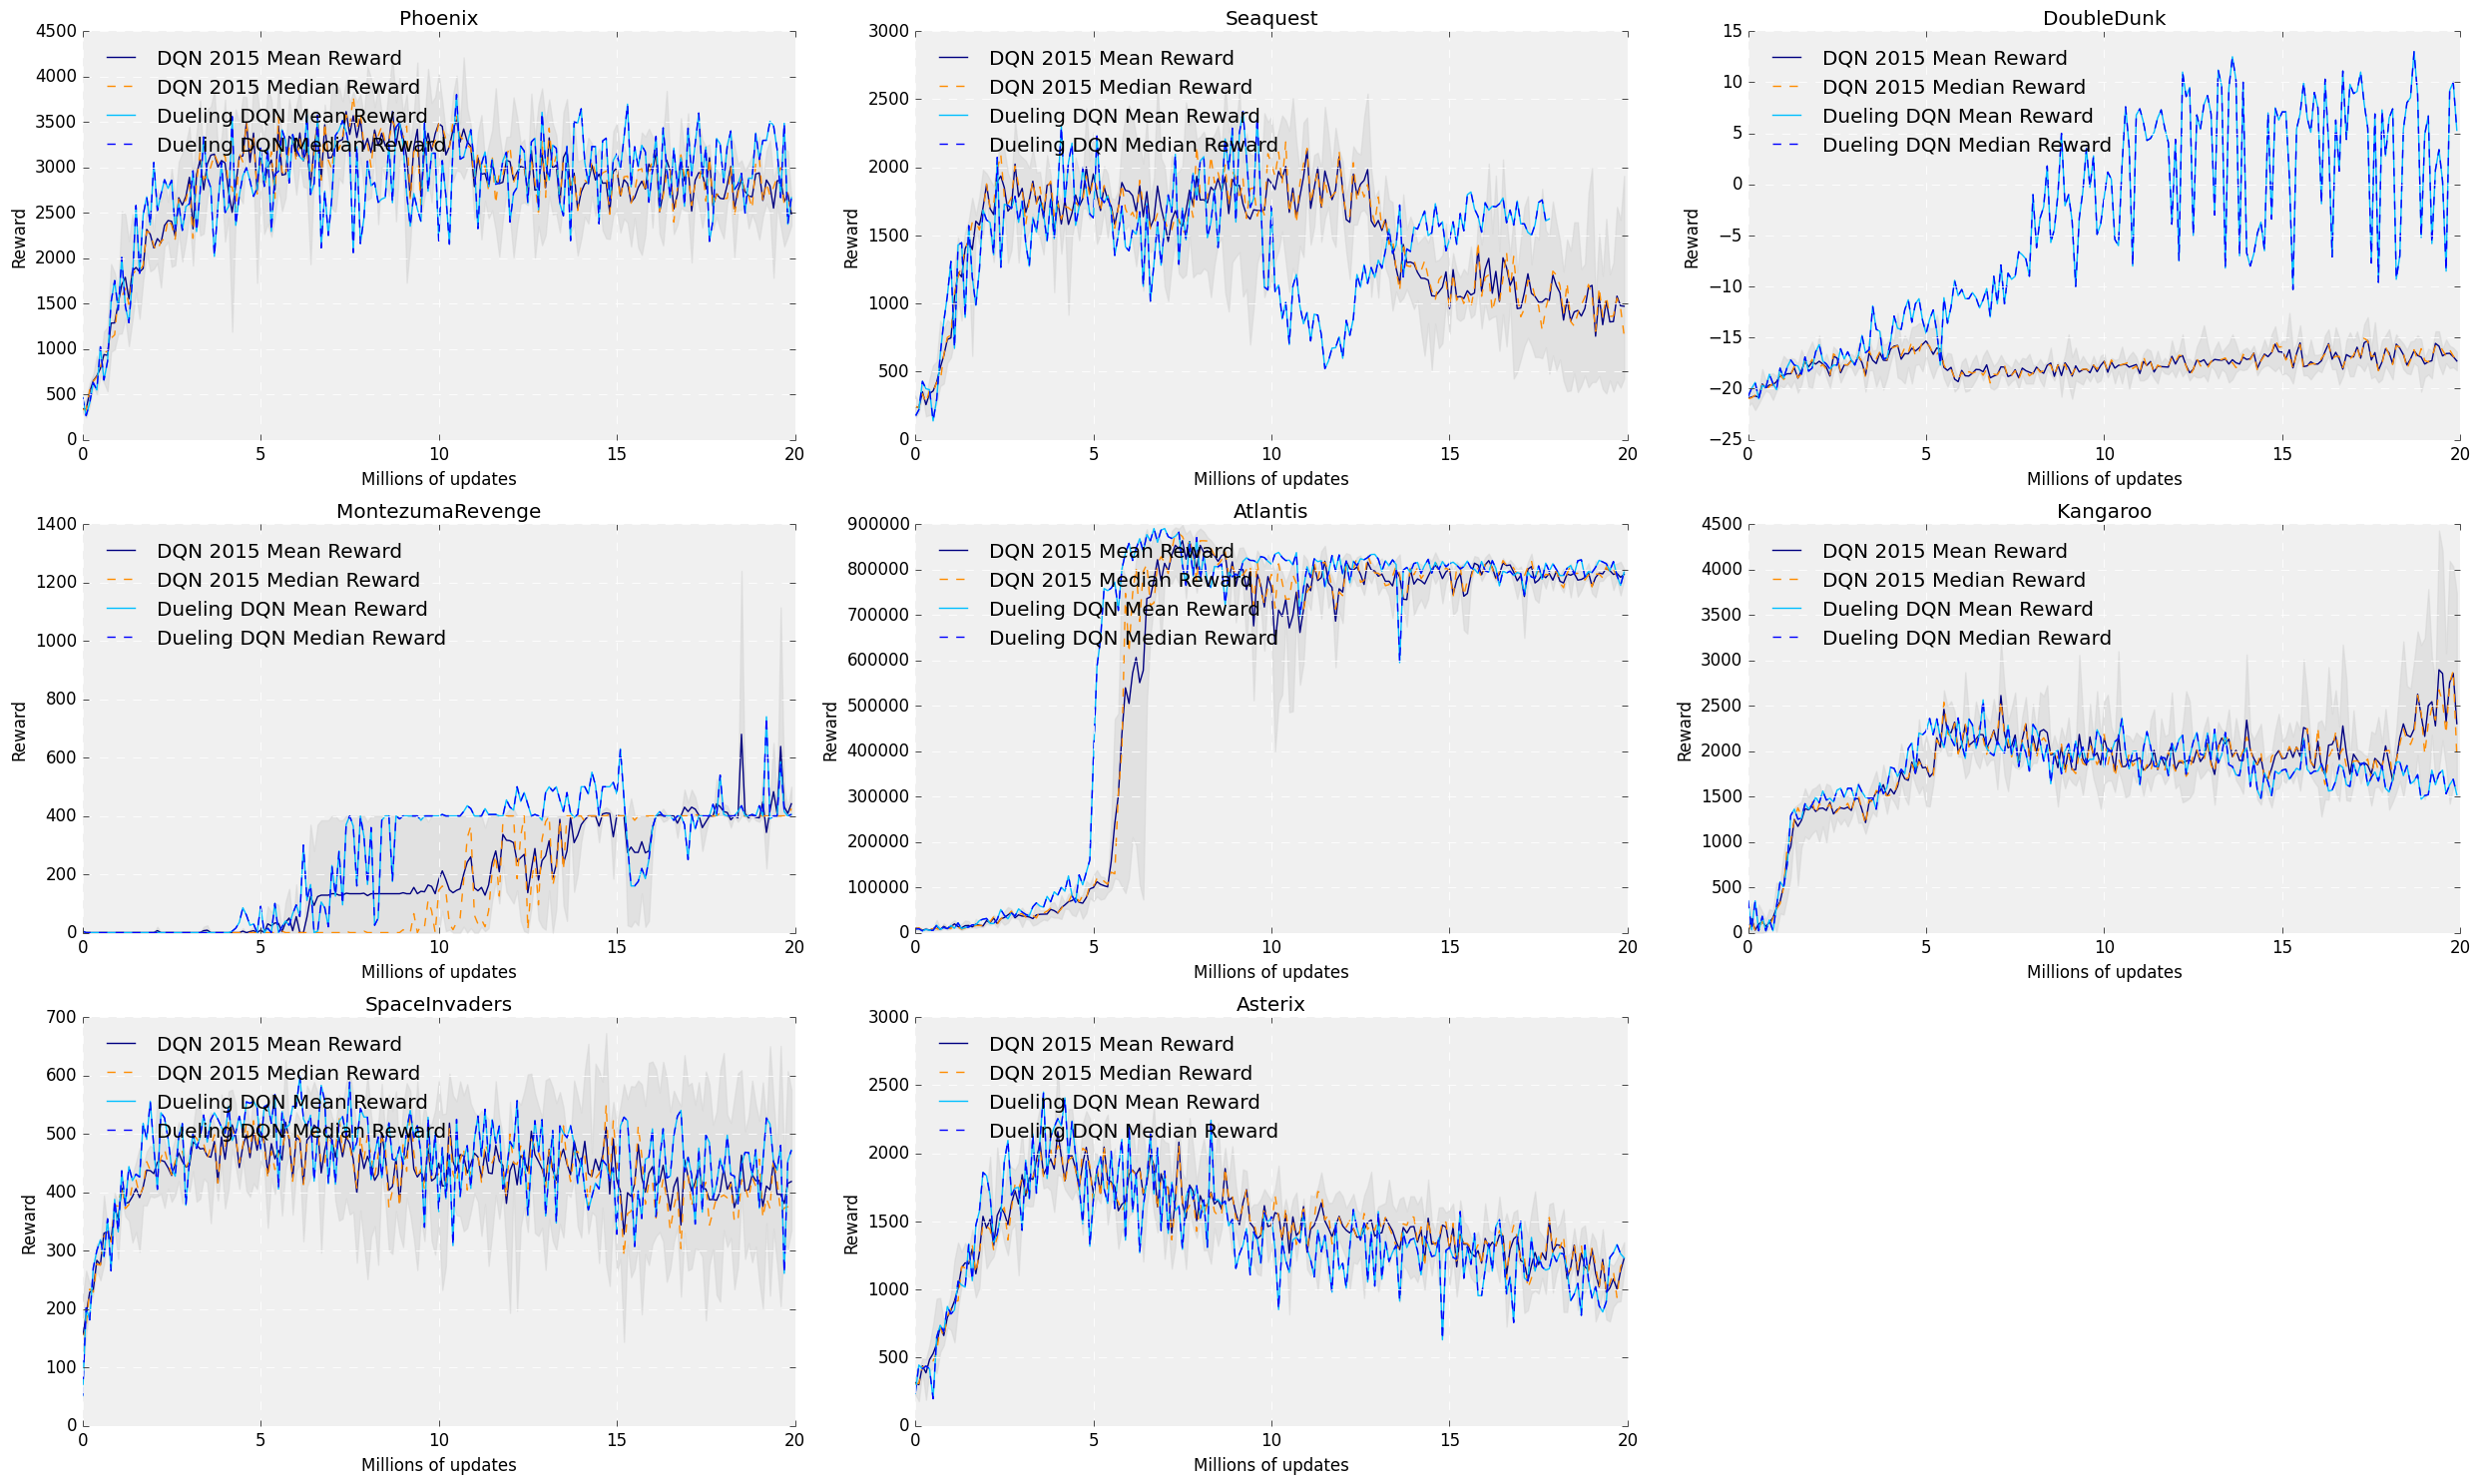 Phoenix
4500
4000
3500
3000
2500
2000
1500
1000
500
0
Reward
DQN 2015 Mean Reward
DQN 2015 Median Reward
Dueling DQN Mean Reward
Dueling DQN Median Reward
0 5 10 15 20
Millions of updates
Seaquest
3000
2500
2000
1500
1000
500
0
Reward
DQN 2015 Mean Reward
DQN 2015 Median Reward
Dueling DQN Mean Reward
Dueling DQN Median Reward
0 5 10 15 20
Millions of updates
DoubleDunk
15
10
5
0
−5
−10
−15
−20
−25
Reward
DQN 2015 Mean Reward
DQN 2015 Median Reward
Dueling DQN Mean Reward
Dueling DQN Median Reward
0 5 10 15 20
Millions of updates
MontezumaRevenge
1400
1200
1000
800
600
400
200
0
Reward
DQN 2015 Mean Reward
DQN 2015 Median Reward
Dueling DQN Mean Reward
Dueling DQN Median Reward
0 5 10 15 20
Millions of updates
Atlantis
900000
800000
700000
600000
500000
400000
300000
200000
100000
0
Reward
DQN 2015 Mean Reward
DQN 2015 Median Reward
Dueling DQN Mean Reward
Dueling DQN Median Reward
0 5 10 15 20
Millions of updates
Kangaroo
4500
4000
3500
3000
2500
2000
1500
1000
500
0
Reward
DQN 2015 Mean Reward
DQN 2015 Median Reward
Dueling DQN Mean Reward
Dueling DQN Median Reward
0 5 10 15 20
Millions of updates
SpaceInvaders
700
600
500
400
300
200
100
0
Reward
DQN 2015 Mean Reward
DQN 2015 Median Reward
Dueling DQN Mean Reward
Dueling DQN Median Reward
0 5 10 15 20
Millions of updates
Asterix
3000
2500
2000
1500
1000
500
0
Reward
DQN 2015 Mean Reward
DQN 2015 Median Reward
Dueling DQN Mean Reward
Dueling DQN Median Reward
0 5 10 15 20
Millions of updates